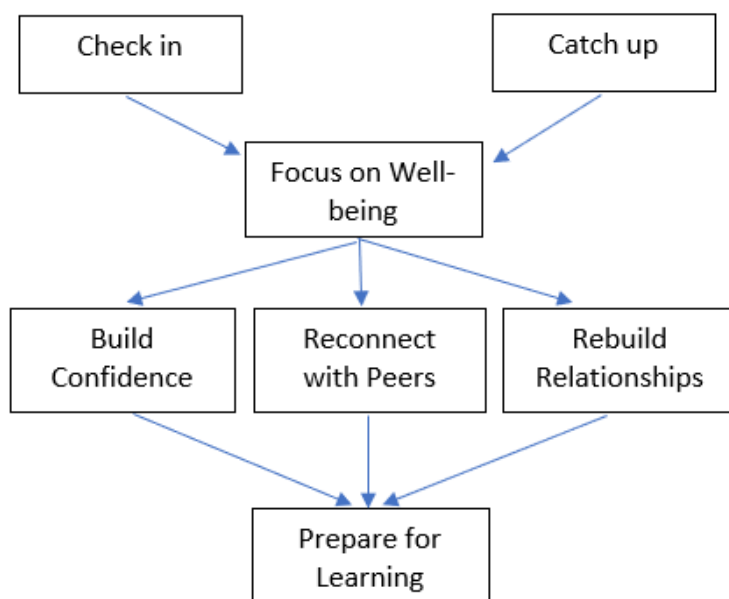 Check in
Catch up
Focus on Well-
being
Build
Confidence
Reconnect
with Peers
Rebuild
Relationships
Prepare for
Learning